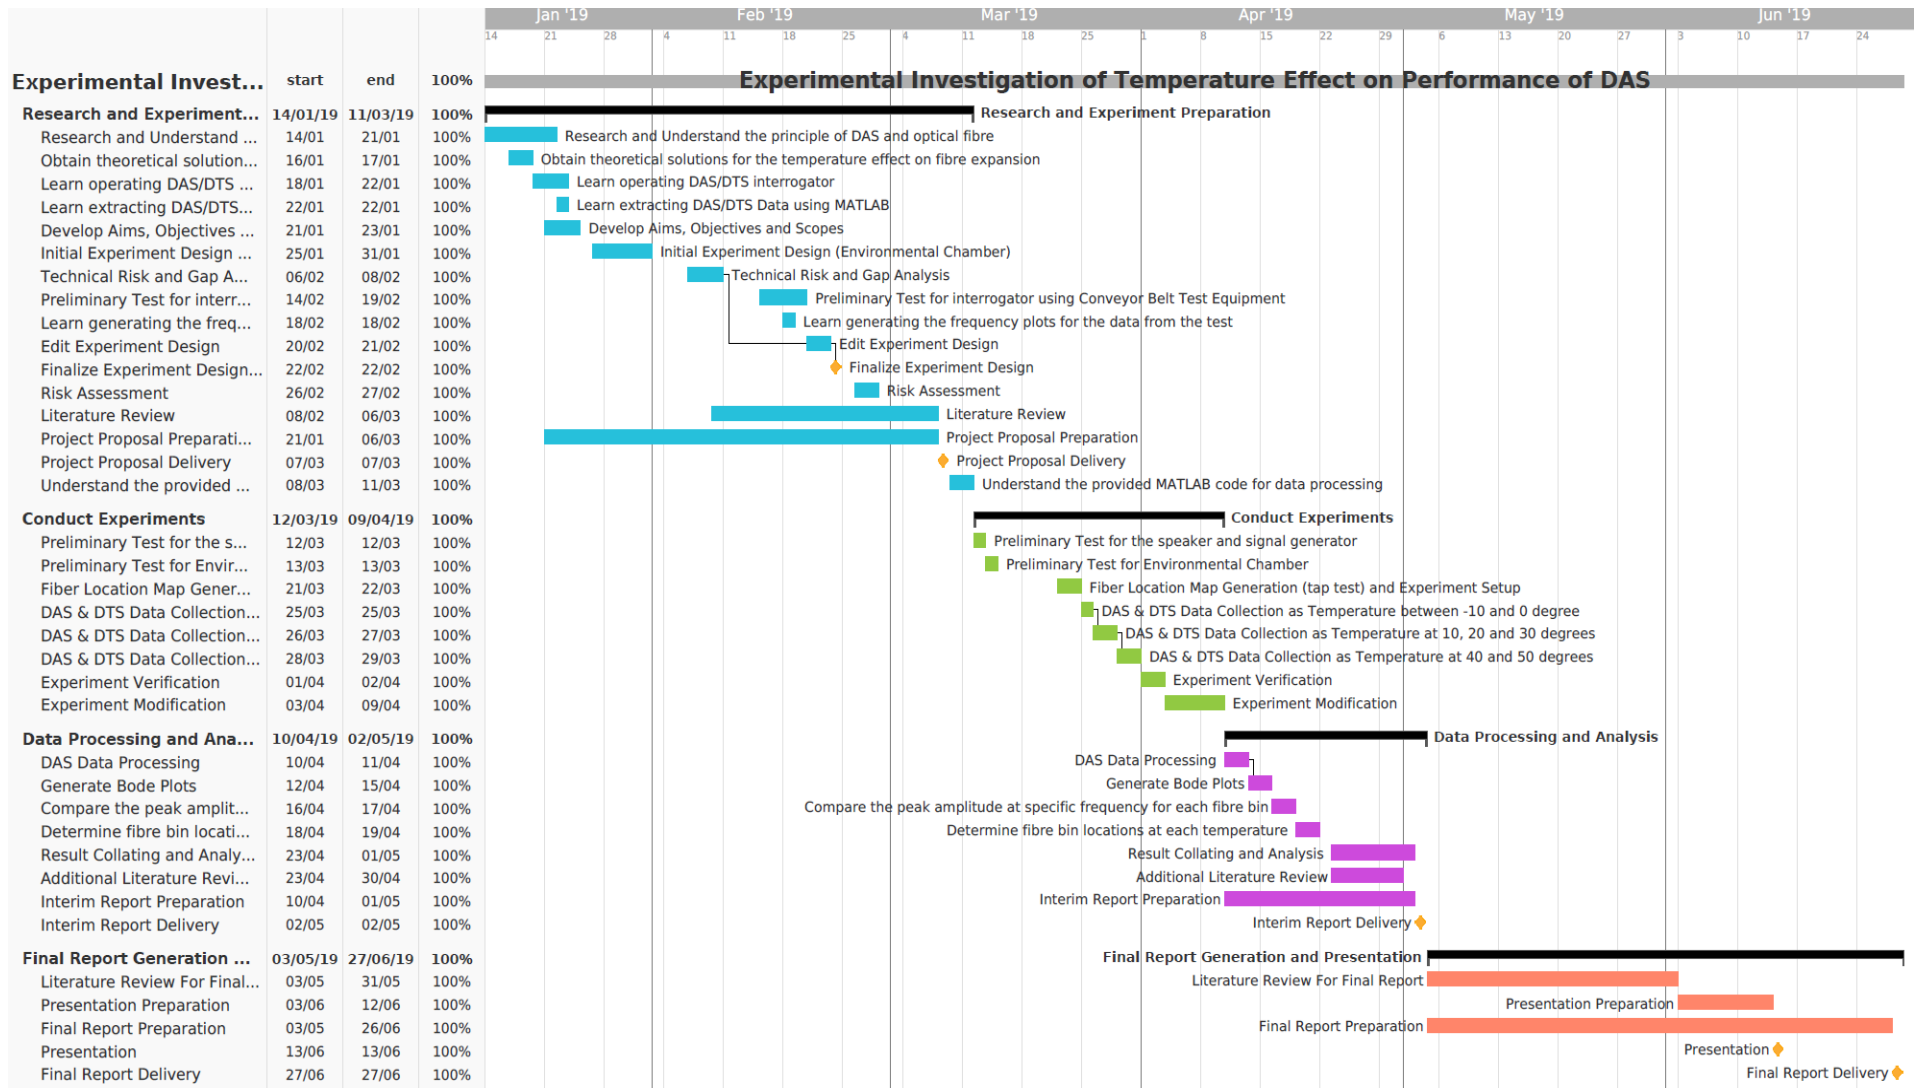 Jan '19 Feb '19 Mar '19 Apr '19 May '19 Jun '19
14 21 28 4 11 18 25 4 11 18 25 1 8 15 22 29 6 13 20 27 3 10 17 24
Experimental Invest... start end 100% Experimental Investigation of Temperature Effect on Performance of DAS
Research and Experiment... 14/01/19 11/03/19 100% Research and Experiment Preparation
Research and Understand ... 14/01 21/01 100% Research and Understand the principle of DAS and optical fibre
Obtain theoretical solution... 16/01 17/01 100% Obtain theoretical solutions for the temperature effect on fibre expansion
Learn operating DAS/DTS ... 18/01 22/01 100% Learn operating DAS/DTS interrogator
Learn extracting DAS/DTS... 22/01 22/01 100% Learn extracting DAS/DTS Data using MATLAB
Develop Aims, Objectives ... 21/01 23/01 100% Develop Aims, Objectives and Scopes
Initial Experiment Design ... 25/01 31/01 100% Initial Experiment Design (Environmental Chamber)
Technical Risk and Gap A... 06/02 08/02 100% Technical Risk and Gap Analysis
Preliminary Test for interr... 14/02 19/02 100% Preliminary Test for interrogator using Conveyor Belt Test Equipment
Learn generating the freq... 18/02 18/02 100% Learn generating the frequency plots for the data from the test
Edit Experiment Design 20/02 21/02 100% Edit Experiment Design
Finalize Experiment Design... 22/02 22/02 100% Finalize Experiment Design
Risk Assessment 26/02 27/02 100% Risk Assessment
Literature Review 08/02 06/03 100% Literature Review
Project Proposal Preparati... 21/01 06/03 100% Project Proposal Preparation
Project Proposal Delivery 07/03 07/03 100% Project Proposal Delivery
Understand the provided ... 08/03 11/03 100% Understand the provided MATLAB code for data processing
Conduct Experiments 12/03/19 09/04/19 100% Conduct Experiments
Preliminary Test for the s... 12/03 12/03 100% Preliminary Test for the speaker and signal generator
Preliminary Test for Envir... 13/03 13/03 100% Preliminary Test for Environmental Chamber
Fiber Location Map Gener... 21/03 22/03 100% Fiber Location Map Generation (tap test) and Experiment Setup
DAS & DTS Data Collection... 25/03 25/03 100% DAS & DTS Data Collection as Temperature between -10 and 0 degree
DAS & DTS Data Collection... 26/03 27/03 100% DAS & DTS Data Collection as Temperature at 10, 20 and 30 degrees
DAS & DTS Data Collection... 28/03 29/03 100% DAS & DTS Data Collection as Temperature at 40 and 50 degrees
Experiment Verification 01/04 02/04 100% Experiment Verification
Experiment Modification 03/04 09/04 100% Experiment Modification
Data Processing and Ana... 10/04/19 02/05/19 100% Data Processing and Analysis
DAS Data Processing 10/04 11/04 100% DAS Data Processing
Generate Bode Plots 12/04 15/04 100% Generate Bode Plots
Compare the peak amplit... 16/04 17/04 100% Compare the peak amplitude at specific frequency for each fibre bin
Determine fibre bin locati... 18/04 19/04 100% Determine fibre bin locations at each temperature
Result Collating and Analy... 23/04 01/05 100% Result Collating and Analysis
Additional Literature Revi... 23/04 30/04 100% Additional Literature Review
Interim Report Preparation 10/04 01/05 100% Interim Report Preparation
Interim Report Delivery 02/05 02/05 100% Interim Report Delivery
Final Report Generation ... 03/05/19 27/06/19 100% Final Report Generation and Presentation
Literature Review For Final... 03/05 31/05 100% Literature Review For Final Report
Presentation Preparation 03/06 12/06 100% Presentation Preparation
Final Report Preparation 03/05 26/06 100% Final Report Preparation
Presentation 13/06 13/06 100% Presentation
Final Report Delivery 27/06 27/06 100% Final Report Delivery